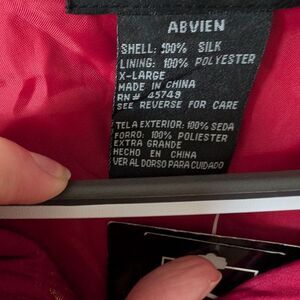 ABVIEN
SHELL: 100% SILK
LINING: 100% POLYESTER
X-LARGE
MADE IN CHINA
RN# 45749
SEE REVERSE FOR CARE
TELA EXTERIOR: 100% SEDA
FORRO: 100% POLIESTER
EXTRA GRANDE
HECHO EN CHINA
VER AL DORSO PARA CUIDADO